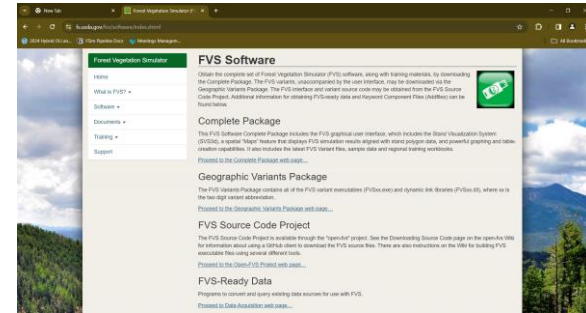 New Tab
Forest Vegetation Simulator (F
fs.usda.gov/fvs/software/index.shtml
All Bookmarks
Forest Vegetation Simulator
Home
What is FVS?
Software
Documents
Training
Support
FVS Software
Obtain the complete set of Forest Vegetation Simulator (FVS) software, along with training materials, by downloading
the Complete Package. The FVS variants, unaccompanied by the user interface, may be downloaded via the
Geographic Variants Package. The FVS interface and variant source code may be obtained from the FVS Source
Code Project. Additional information for obtaining FVS-ready data and Keyword Component Files (Addfiles) can be
found below.
Complete Package
This FVS Software Complete Package includes the FVS graphical user interface, which includes the Stand Visualization System
(SVS3d), a spatial "Maps" feature that displays FVS simulation results aligned with stand polygon data, and powerful graphing and table-
creation capabilities. It also includes the latest FVS Variant files, sample data and regional training workbooks.
Proceed to the Complete Package web page...
Geographic Variants Package
The FVS Variants Package contains all of the FVS variant executables (FVSxx.exe) and dynamic link libraries (FVSxx.dll), where xx is
the two digit variant abbreviation.
Proceed to the Geographic Variants Package web page...
FVS Source Code Project
The FVS Source Code Project is available through the "open-fvs" project. See the Downloading Source Code page on the open-fvs Wiki
for information about using a GitHub client to download the FVS source files. There are also instructions on the Wiki for building FVS
executable files using several different tools.
Proceed to the Open-FVS Project web page...
FVS-Ready Data
Programs to convert and query existing data sources for use with FVS.
Proceed to Data Acquisition web page...